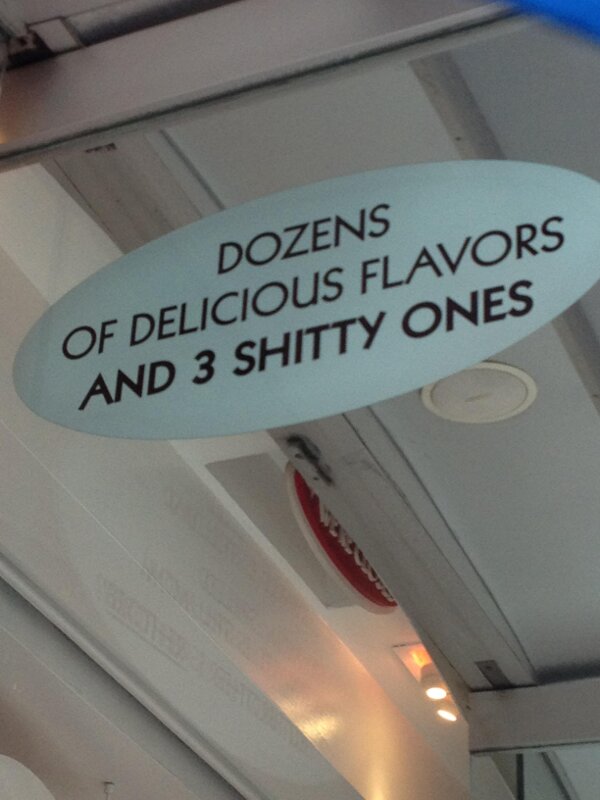 DOZENS
OF DELICIOUS FLAVORS
AND 3 SHITTY ONES